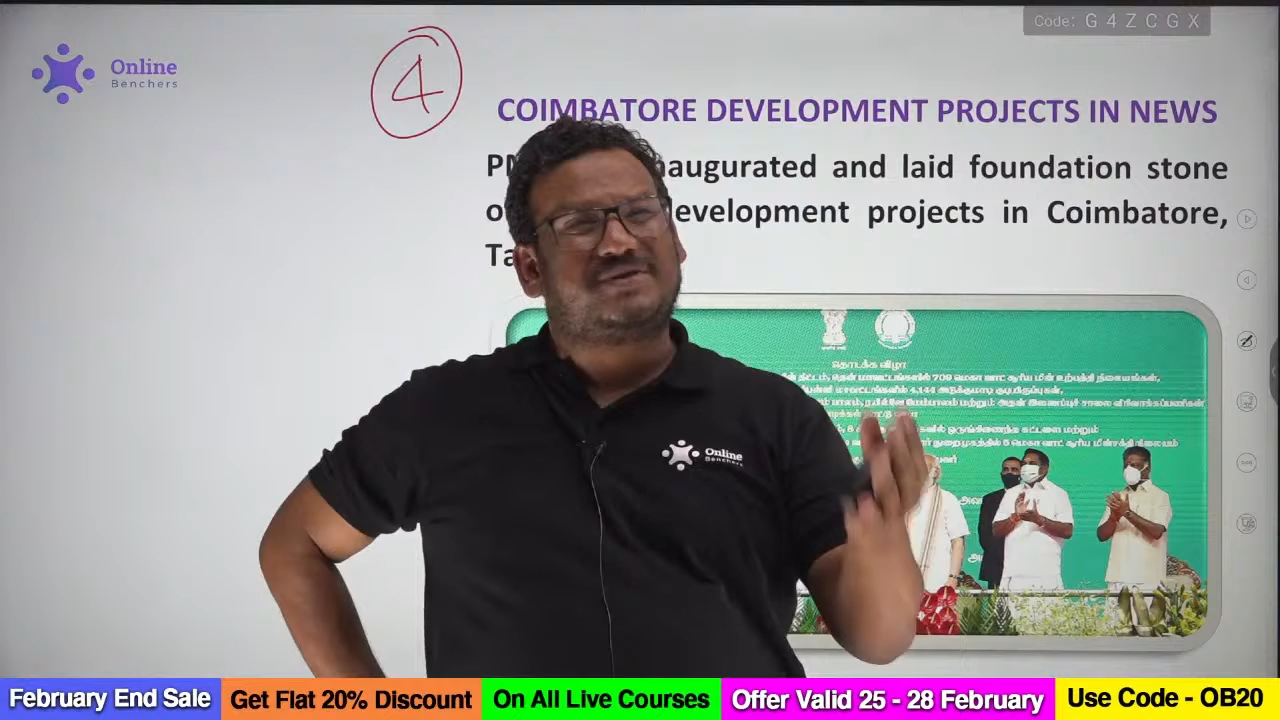 Code: G 4 Z C G X
Online
Benchers
4
COIMBATORE DEVELOPMENT PROJECTS IN NEWS
augurated and laid foundation stone
development projects in Coimbatore,
தொடக்க விழா
Online
Benchers
February End Sale
Get Flat 20% Discount
On All Live Courses
Offer Valid 25 - 28 February
Use Code - OB20